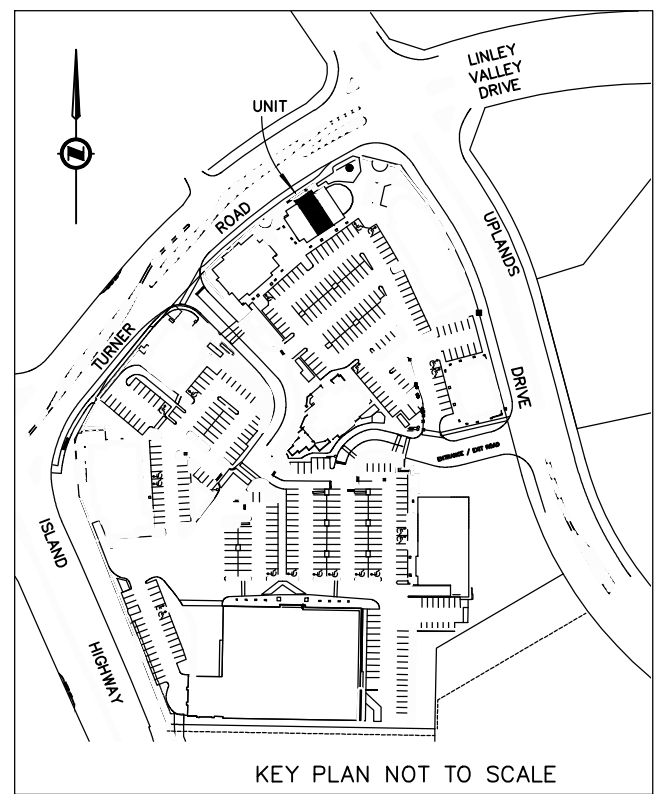 LINLEY
VALLEY
DRIVE
UNIT
ROAD
UPLANDS
TURNER
DRIVE
ENTRANCE / EXIT ROAD
ISLAND
HIGHWAY
KEY PLAN NOT TO SCALE